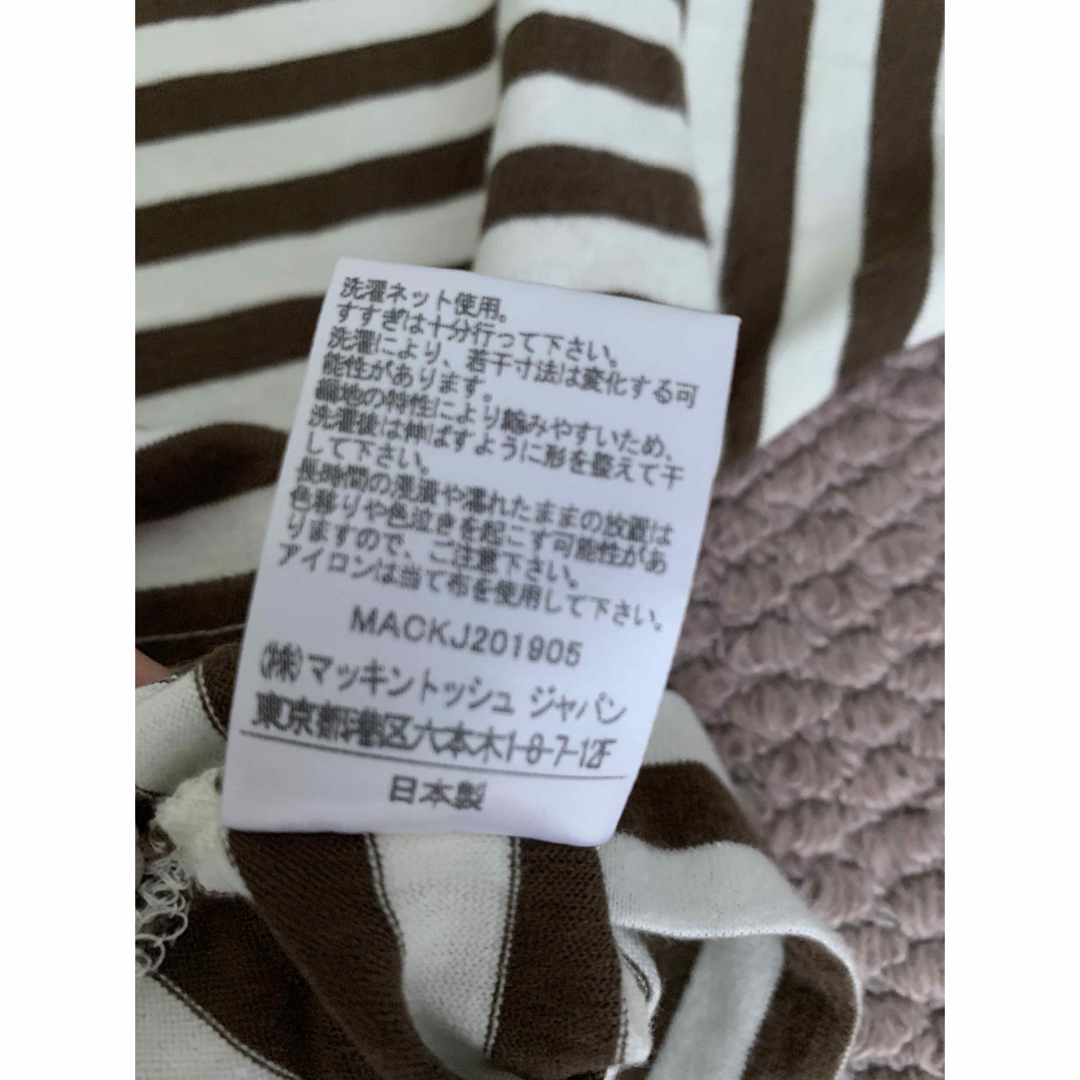 洗濯ネット使用。
すすぎは十分行って下さい。
洗濯により、若干寸法は変化する可
能性があります。
編地の特性により縮みやすいため、
洗濯後は伸ばすように形を整えて干
して下さい。
長時間の浸漬や濡れたままの放置は
色移りや色泣きを起こす可能性があ
りますので、ご注意下さい。
アイロンは当て布を使用して下さい。
MACKJ201905
(株)マッキントッシュ ジャパン
東京都港区六本木1-8-7-12F
日本製